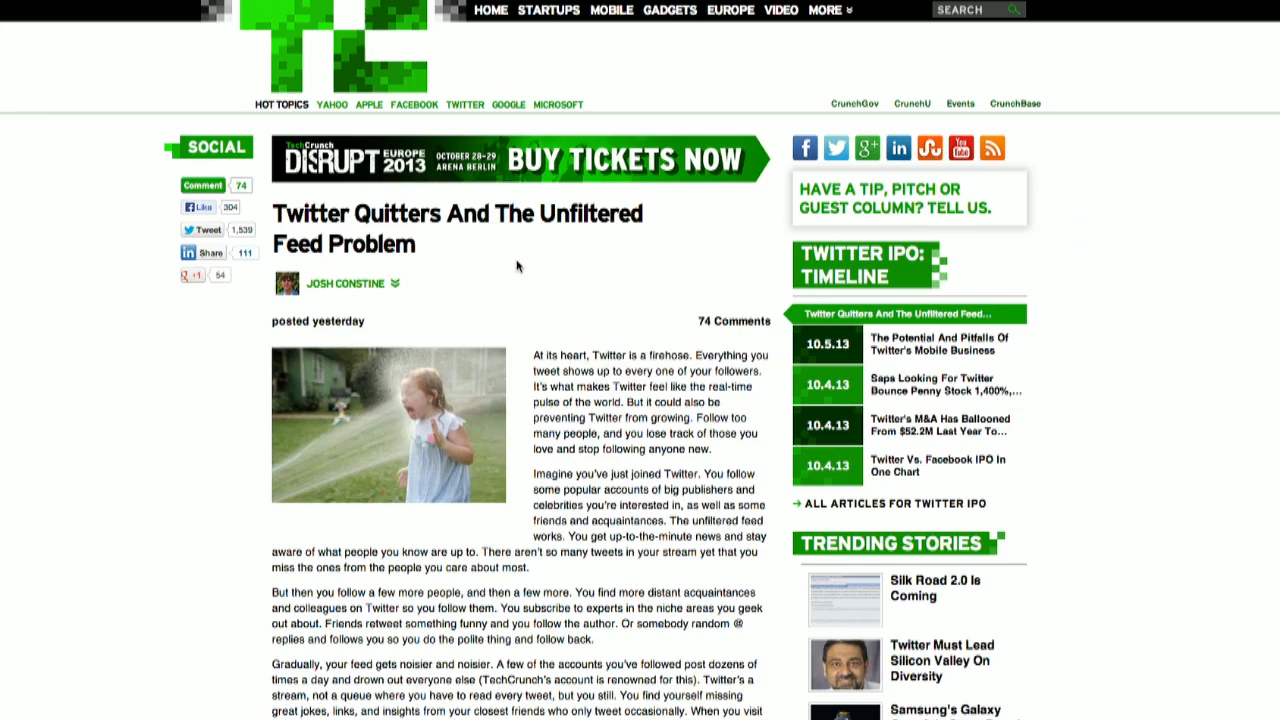 HOME STARTUPS MOBILE GADGETS EUROPE VIDEO MORE
SEARCH
TC
HOT TOPICS YAHOO APPLE FACEBOOK TWITTER GOOGLE MICROSOFT
CrunchGov CrunchU Events CrunchBase
SOCIAL
Comment 74
Like 304
Tweet 1,539
in Share 111
+1 54
TechCrunch
DISRUPT EUROPE 2013 OCTOBER 28-29 ARENA BERLIN BUY TICKETS NOW
Twitter Quitters And The Unfiltered
Feed Problem
JOSH CONSTINE
posted yesterday 74 Comments
At its heart, Twitter is a firehose. Everything you
tweet shows up to every one of your followers.
It's what makes Twitter feel like the real-time
pulse of the world. But it could also be
preventing Twitter from growing. Follow too
many people, and you lose track of those you
love and stop following anyone new.
Imagine you've just joined Twitter. You follow
some popular accounts of big publishers and
celebrities you're interested in, as well as some
friends and acquaintances. The unfiltered feed
works. You get up-to-the-minute news and stay
aware of what people you know are up to. There aren't so many tweets in your stream yet that you
miss the ones from the people you care about most.
But then you follow a few more people, and then a few more. You find more distant acquaintances
and colleagues on Twitter so you follow them. You subscribe to experts in the niche areas you geek
out about. Friends retweet something funny and you follow the author. Or somebody random @
replies and follows you so you do the polite thing and follow back.
Gradually, your feed gets noisier and noisier. A few of the accounts you've followed post dozens of
times a day and drown out everyone else (TechCrunch's account is renowned for this). Twitter's a
stream, not a queue where you have to read every tweet, but you still. You find yourself missing
great jokes, links, and insights from your closest friends who only tweet occasionally. When you visit
f g+ in You Tube
HAVE A TIP, PITCH OR
GUEST COLUMN? TELL US.
TWITTER IPO:
TIMELINE
Twitter Quitters And The Unfiltered Feed...
10.5.13 The Potential And Pitfalls Of
Twitter's Mobile Business
10.4.13 Saps Looking For Twitter
Bounce Penny Stock 1,400%,...
10.4.13 Twitter's M&A Has Ballooned
From $52.2M Last Year To...
10.4.13 Twitter Vs. Facebook IPO In
One Chart
ALL ARTICLES FOR TWITTER IPO
TRENDING STORIES
Silk Road 2.0 Is
Coming
Twitter Must Lead
Silicon Valley On
Diversity
Samsung's Galaxy